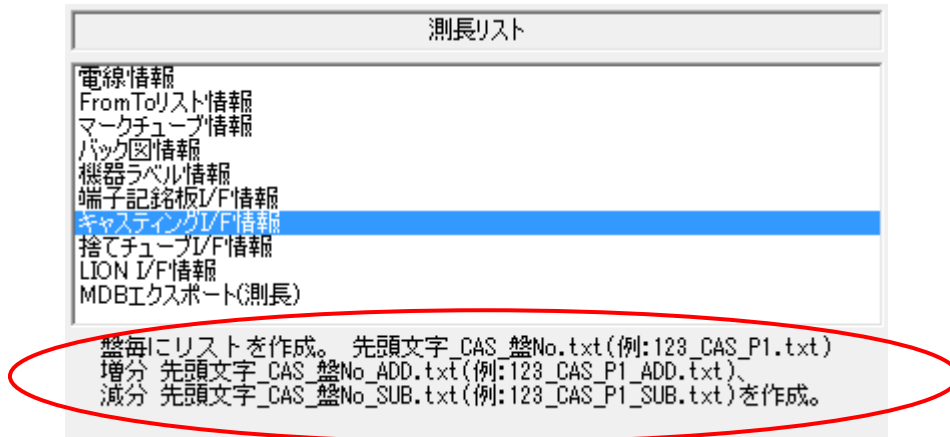 測長リスト
電線情報
FromToリスト情報
マークチューブ情報
バック図情報
機器ラベル情報
端子記銘板I/F情報
キャスティングI/F情報
捨てチューブI/F情報
LION I/F情報
MDBエクスポート(測長)
盤毎にリストを作成。 先頭文字_CAS_盤No.txt(例:123_CAS_P1.txt)
増分 先頭文字_CAS_盤No_ADD.txt(例:123_CAS_P1_ADD.txt)、
減分 先頭文字_CAS_盤No_SUB.txt(例:123_CAS_P1_SUB.txt)を作成。